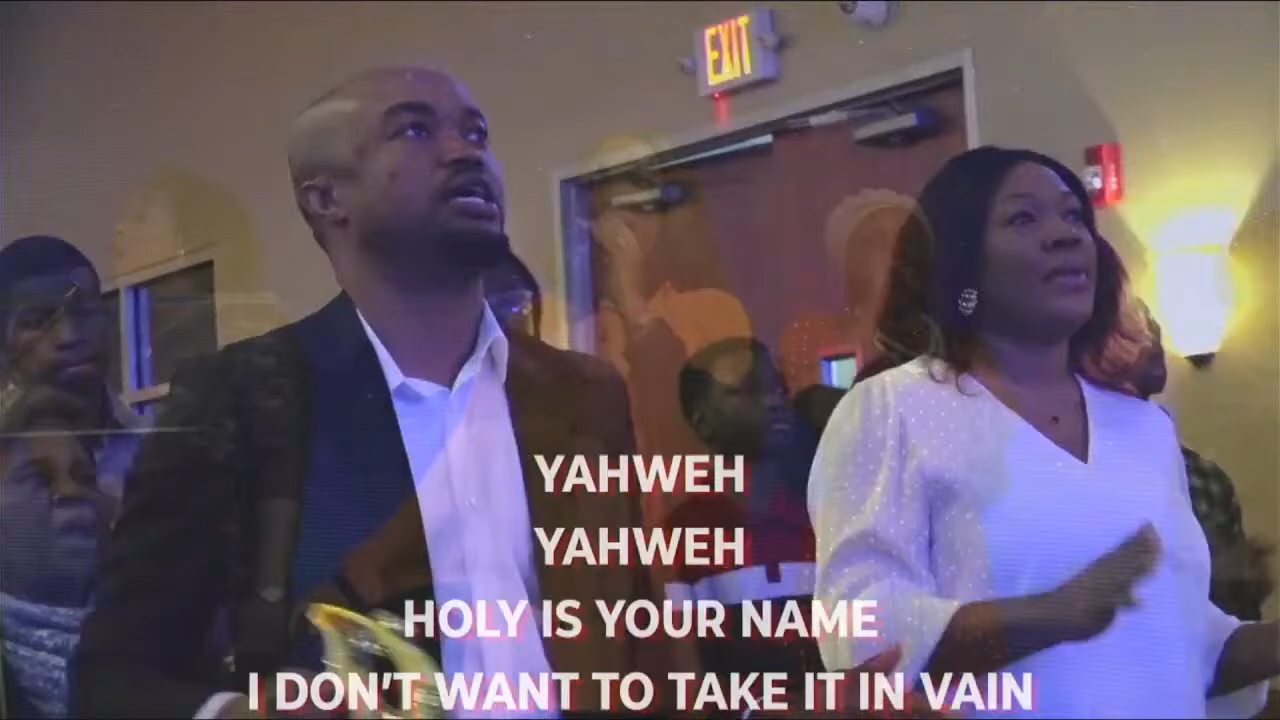 EXIT
YAHWEH
YAHWEH
HOLY IS YOUR NAME
I DON'T WANT TO TAKE IT IN VAIN